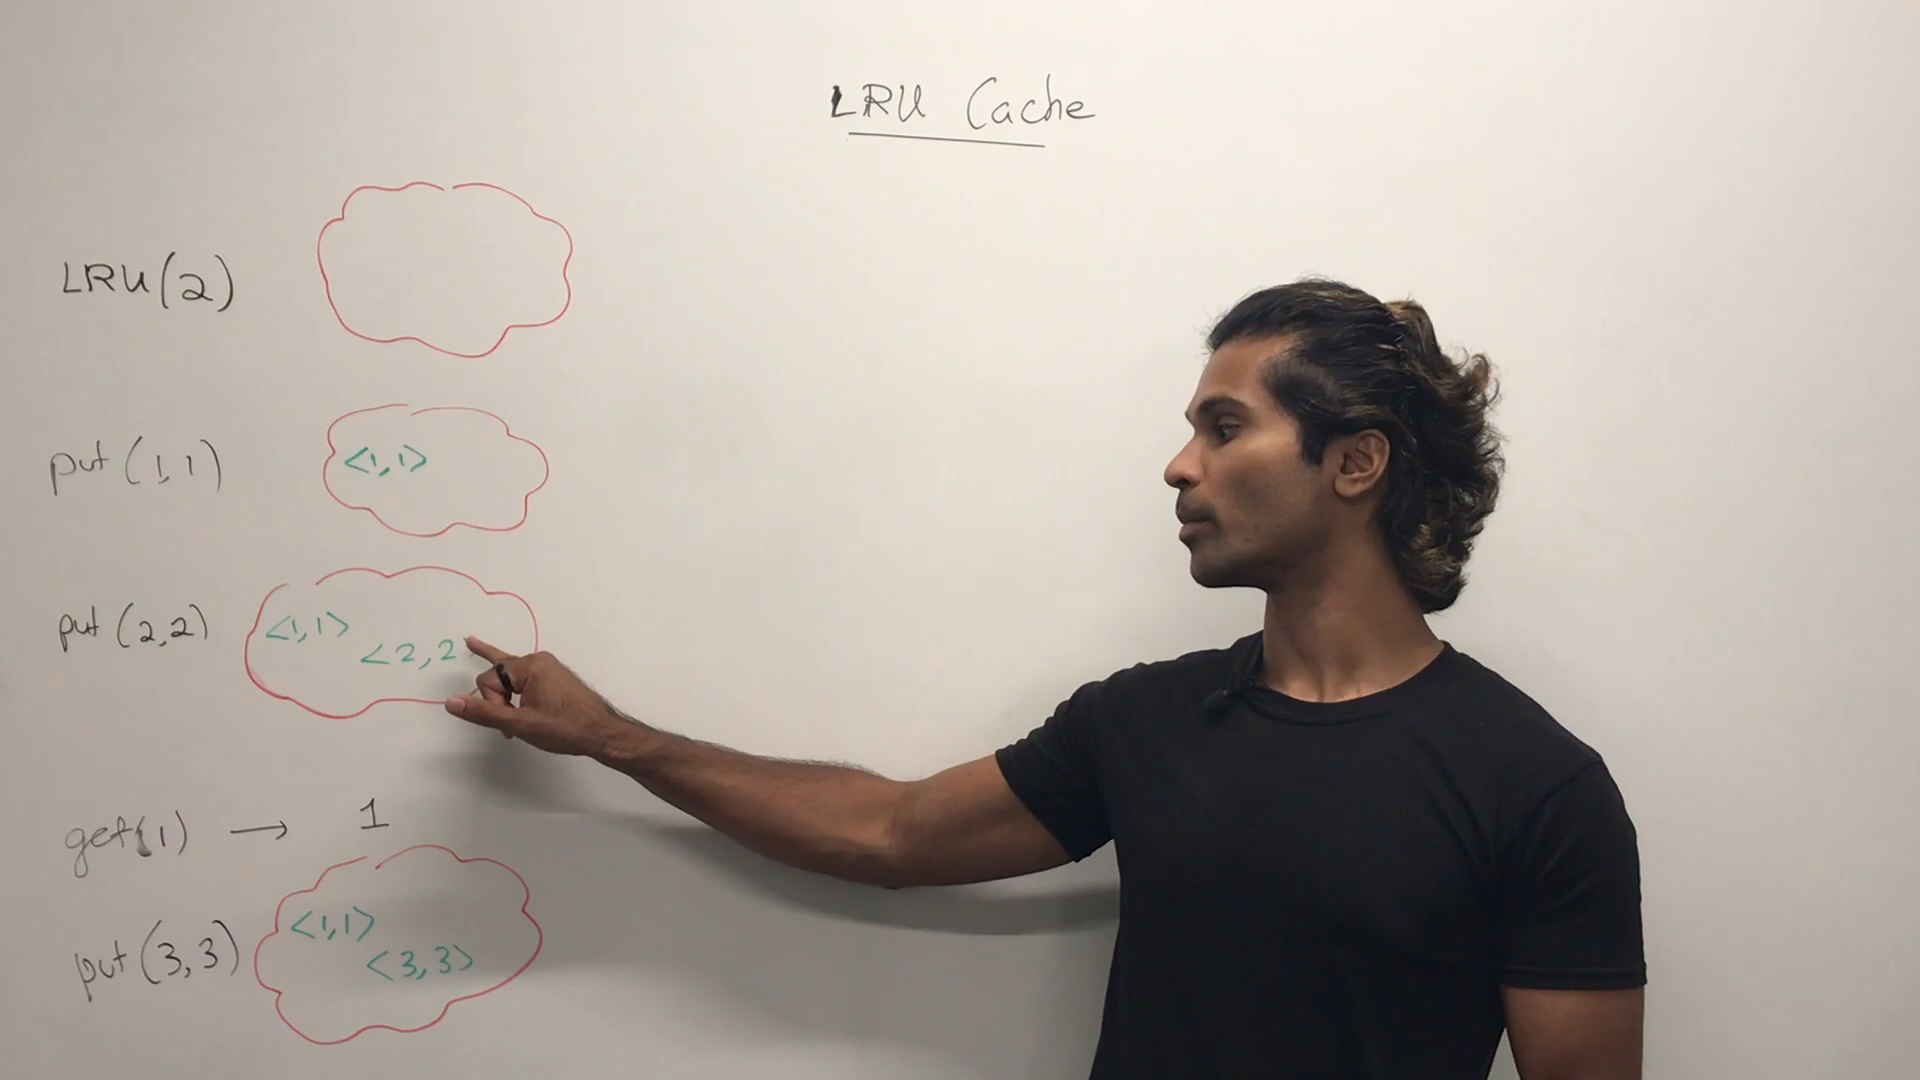 LRU Cache
LRU(2)
put (1,1)
<1,1>
put (2,2)
<1,1>
<2,2
get(1) → 1
put (3,3)
<1,1>
<3,3>